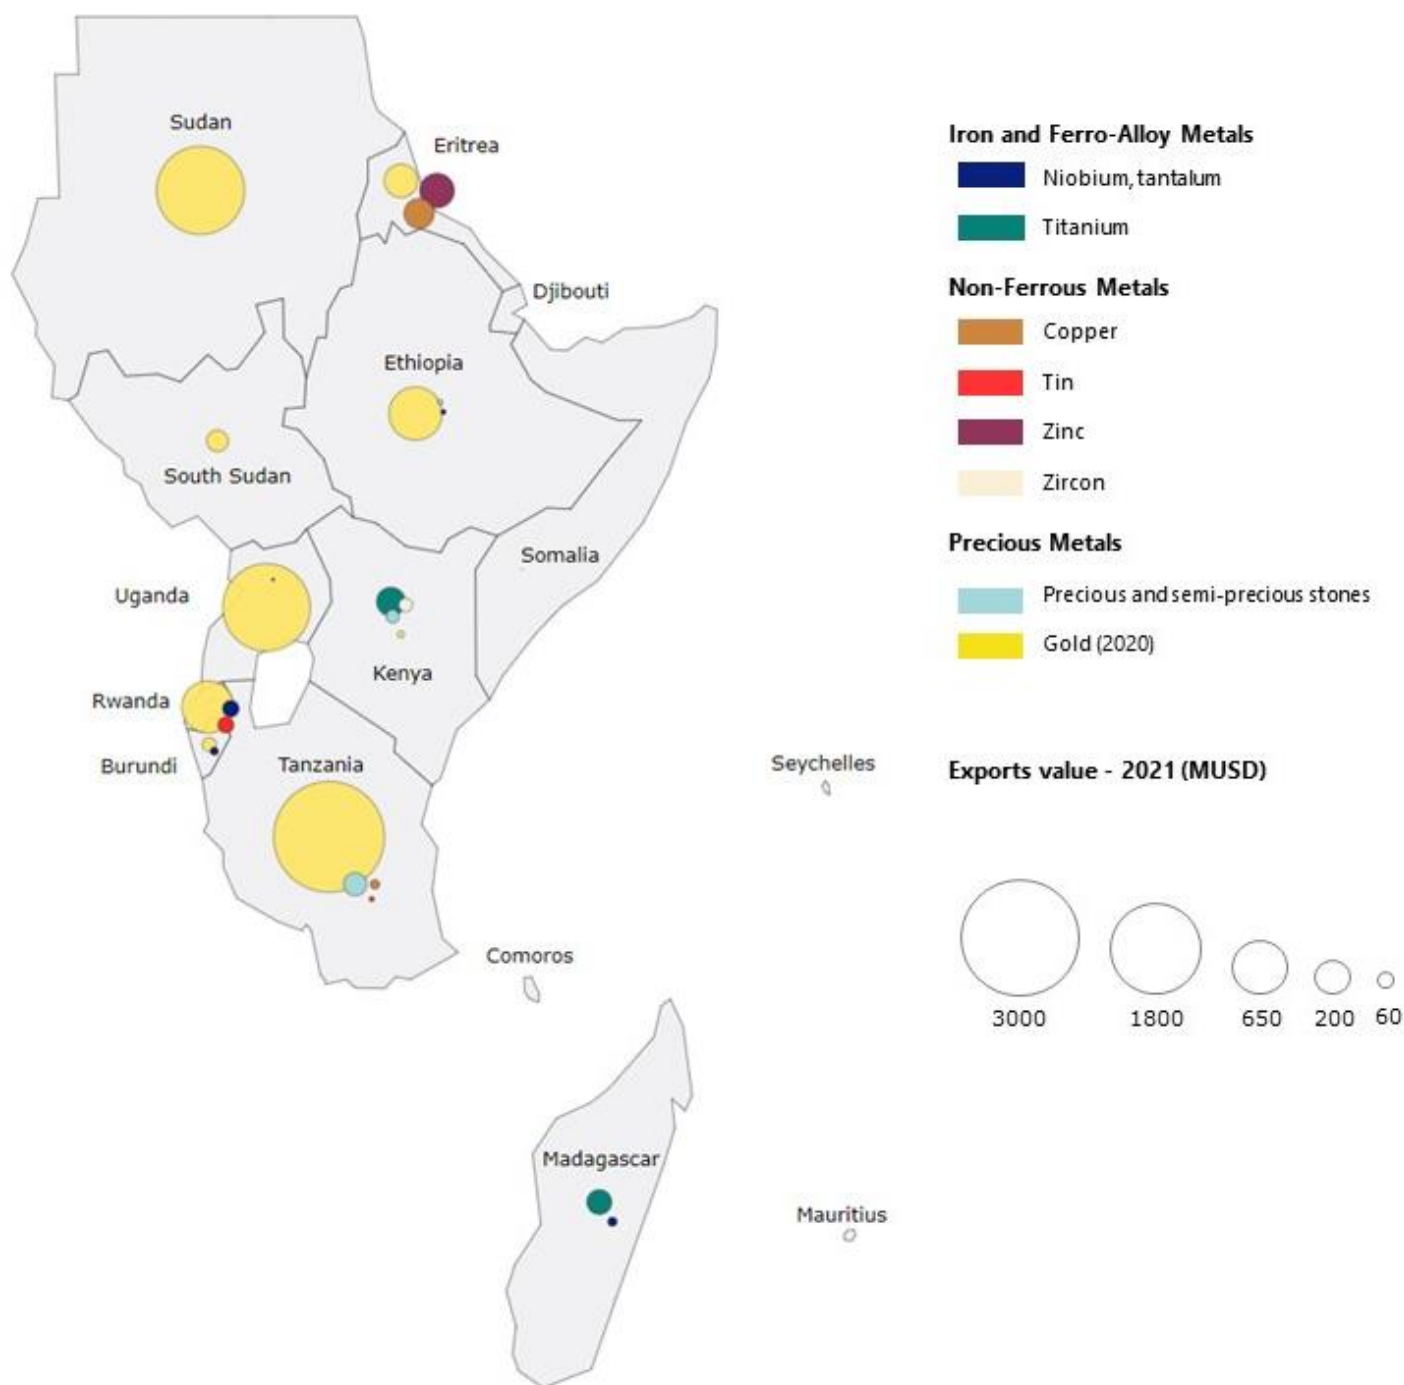 Sudan
Eritrea
Djibouti
Ethiopia
South Sudan
Somalia
Uganda
Kenya
Rwanda
Burundi
Tanzania
Seychelles
Comoros
Madagascar
Mauritius
Iron and Ferro-Alloy Metals
Niobium, tantalum
Titanium
Non-Ferrous Metals
Copper
Tin
Zinc
Zircon
Precious Metals
Precious and semi-precious stones
Gold (2020)
Exports value - 2021 (MUSD)
3000 1800 650 200 60